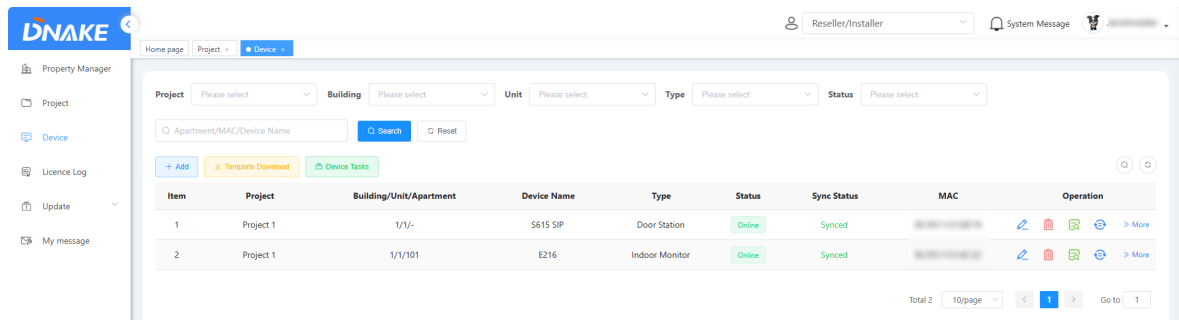 DNAKE
Reseller/Installer
System Message
Home page
Project ×
Device ×
Property Manager
Project
Device
Licence Log
Update
My message
Project Please select Building Please select Unit Please select Type Please select Status Please select
Apartment/MAC/Device Name Search Reset
+ Add Template Download Device Tasks
Item Project Building/Unit/Apartment Device Name Type Status Sync Status MAC Operation
1 Project 1 1/1/- S615 SIP Door Station Online Synced » More
2 Project 1 1/1/101 E216 Indoor Monitor Online Synced » More
Total 2 10/page < 1 > Go to 1